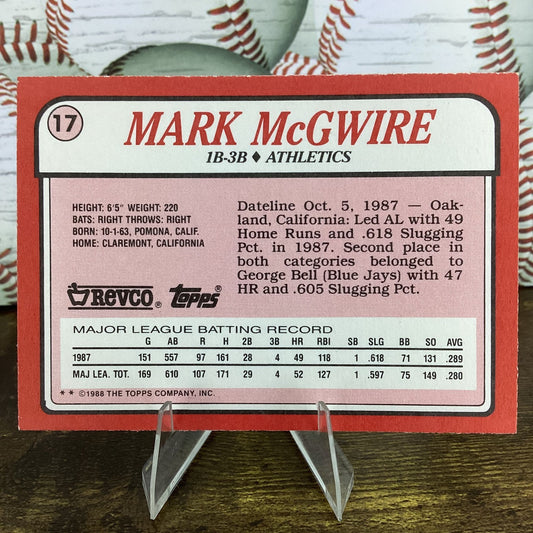 17
MARK McGWIRE
1B-3B ♦ ATHLETICS
HEIGHT: 6'5" WEIGHT: 220
BATS: RIGHT THROWS: RIGHT
BORN: 10-1-63, POMONA, CALIF.
HOME: CLAREMONT, CALIFORNIA
REVCO® Topps®
Dateline Oct. 5, 1987 — Oak-
land, California: Led AL with 49
Home Runs and .618 Slugging
Pct. in 1987. Second place in
both categories belonged to
George Bell (Blue Jays) with 47
HR and .605 Slugging Pct.
MAJOR LEAGUE BATTING RECORD
G AB R H 2B 3B HR RBI SB SLG BB SO AVG
1987 151 557 97 161 28 4 49 118 1 .618 71 131 .289
MAJ LEA. TOT. 169 610 107 171 29 4 52 127 1 .597 75 149 .280
* * ©1988 THE TOPPS COMPANY, INC.